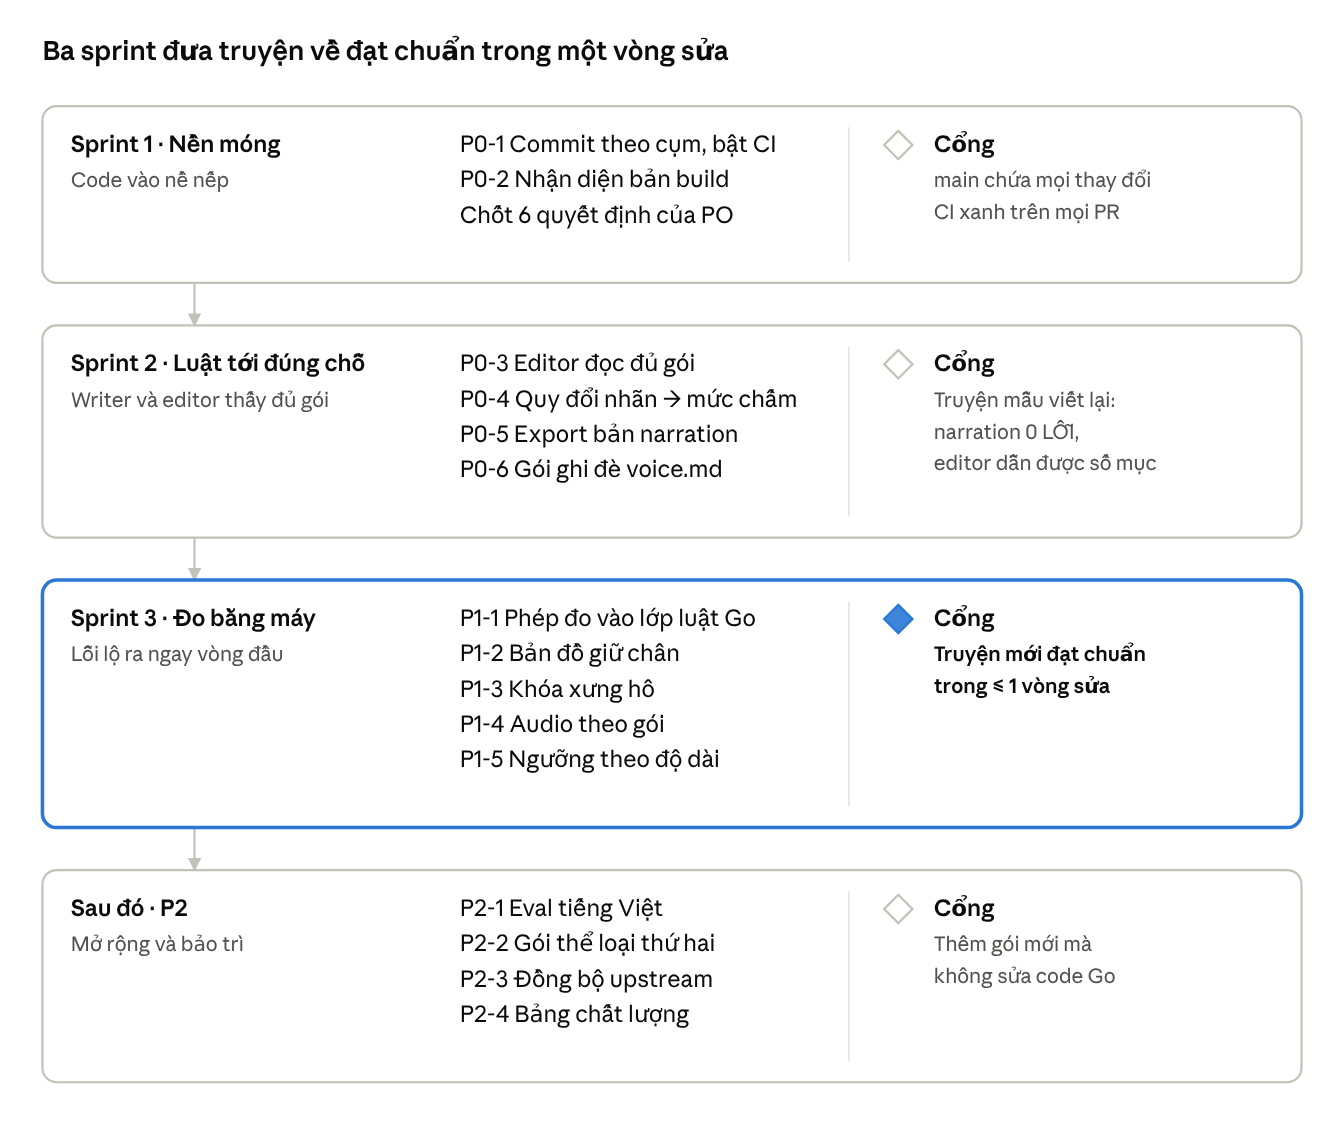 Ba sprint đưa truyện về đạt chuẩn trong một vòng sửa
Sprint 1 · Nền móng
Code vào nề nếp
P0-1 Commit theo cụm, bật CI
P0-2 Nhận diện bản build
Chốt 6 quyết định của PO
Cổng
main chứa mọi thay đổi
CI xanh trên mọi PR
Sprint 2 · Luật tới đúng chỗ
Writer và editor thấy đủ gói
P0-3 Editor đọc đủ gói
P0-4 Quy đổi nhãn → mức chấm
P0-5 Export bản narration
P0-6 Gói ghi đè voice.md
Cổng
Truyện mẫu viết lại:
narration 0 LỖI,
editor dẫn được số mục
Sprint 3 · Đo bằng máy
Lỗi lộ ra ngay vòng đầu
P1-1 Phép đo vào lớp luật Go
P1-2 Bản đồ giữ chân
P1-3 Khóa xưng hô
P1-4 Audio theo gói
P1-5 Ngưỡng theo độ dài
Cổng
Truyện mới đạt chuẩn
trong ≤ 1 vòng sửa
Sau đó · P2
Mở rộng và bảo trì
P2-1 Eval tiếng Việt
P2-2 Gói thể loại thứ hai
P2-3 Đồng bộ upstream
P2-4 Bảng chất lượng
Cổng
Thêm gói mới mà
không sửa code Go